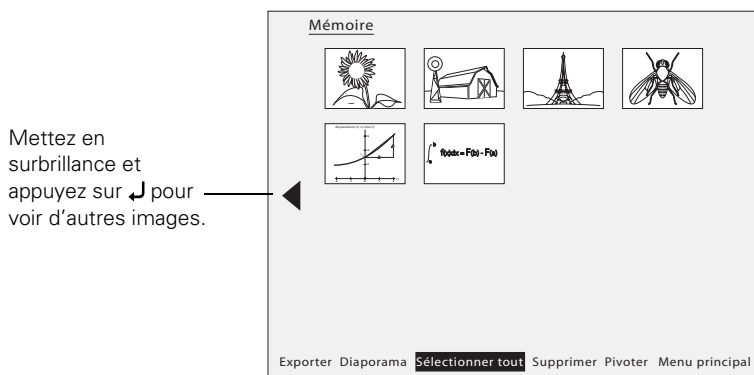 Mémoire
Mettez en
surbrillance et
appuyez sur ↲ pour
voir d'autres images.
f(x)dx = F(b) - F(a)
Exporter Diaporama Sélectionner tout Supprimer Pivoter Menu principal